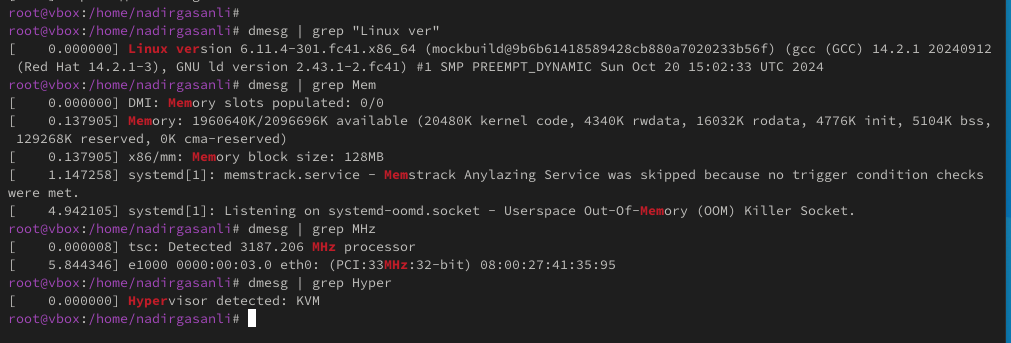 root@vbox:/home/nadirgasanli#
root@vbox:/home/nadirgasanli# dmesg | grep "Linux ver"
[    0.000000] Linux version 6.11.4-301.fc41.x86_64 (mockbuild@9b6b61418589428cb880a7020233b56f) (gcc (GCC) 14.2.1 20240912
(Red Hat 14.2.1-3), GNU ld version 2.43.1-2.fc41) #1 SMP PREEMPT_DYNAMIC Sun Oct 20 15:02:33 UTC 2024
root@vbox:/home/nadirgasanli# dmesg | grep Mem
[    0.000000] DMI: Memory slots populated: 0/0
[    0.137905] Memory: 1960640K/2096696K available (20480K kernel code, 4340K rwdata, 16032K rodata, 4776K init, 5104K bss,
129268K reserved, 0K cma-reserved)
[    0.137905] x86/mm: Memory block size: 128MB
[    1.147258] systemd[1]: memstrack.service - Memstrack Anylazing Service was skipped because no trigger condition checks
were met.
[    4.942105] systemd[1]: Listening on systemd-oomd.socket - Userspace Out-Of-Memory (OOM) Killer Socket.
root@vbox:/home/nadirgasanli# dmesg | grep MHz
[    0.000008] tsc: Detected 3187.206 MHz processor
[    5.844346] e1000 0000:00:03.0 eth0: (PCI:33MHz:32-bit) 08:00:27:41:35:95
root@vbox:/home/nadirgasanli# dmesg | grep Hyper
[    0.000000] Hypervisor detected: KVM
root@vbox:/home/nadirgasanli#